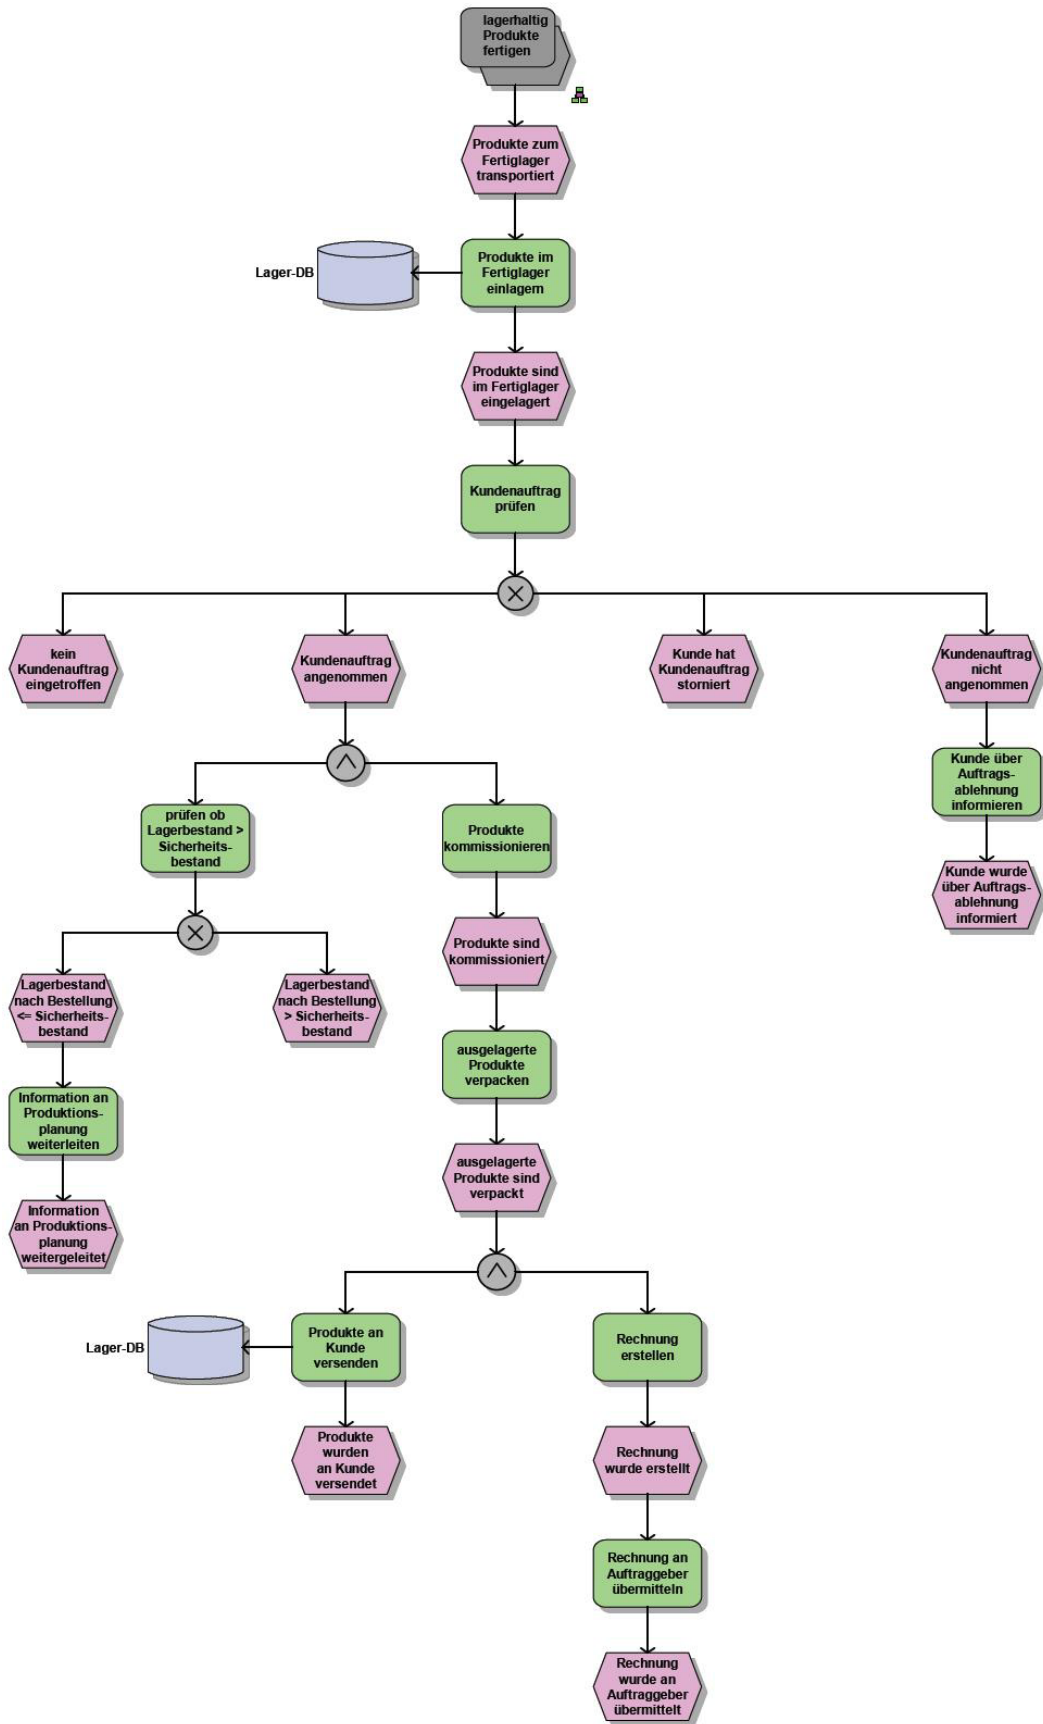 lagerhaltig
Produkte
fertigen
Produkte zum
Fertiglager
transportiert
Lager-DB
Produkte im
Fertiglager
einlagern
Produkte sind
im Fertiglager
eingelagert
Kundenauftrag
prüfen
kein
Kundenauftrag
eingetroffen
Kundenauftrag
angenommen
Kunde hat
Kundenauftrag
storniert
Kundenauftrag
nicht
angenommen
prüfen ob
Lagerbestand >
Sicherheits-
bestand
Produkte
kommissionieren
Kunde über
Auftrags-
ablehnung
informieren
Kunde wurde
über Auftrags-
ablehnung
informiert
Produkte sind
kommissioniert
Lagerbestand
nach Bestellung
<= Sicherheits-
bestand
Lagerbestand
nach Bestellung
> Sicherheits-
bestand
ausgelagerte
Produkte
verpacken
Information an
Produktions-
planung
weiterleiten
ausgelagerte
Produkte sind
verpackt
Information
an Produktions-
planung
weitergeleitet
Lager-DB
Produkte an
Kunde
versenden
Rechnung
erstellen
Produkte
wurden
an Kunde
versendet
Rechnung
wurde erstellt
Rechnung an
Auftraggeber
übermitteln
Rechnung
wurde an
Auftraggeber
übermittelt